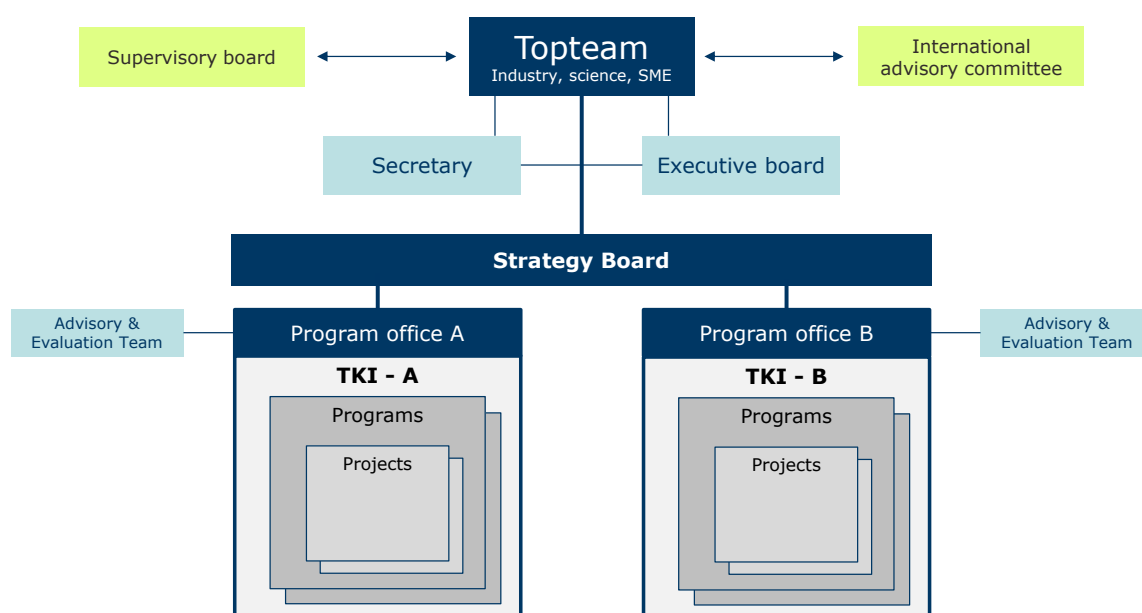 Supervisory board
Topteam
Industry, science, SME
International
advisory committee
Secretary
Executive board
Strategy Board
Advisory &
Evaluation Team
Program office A
Program office B
Advisory &
Evaluation Team
TKI - A
TKI - B
Programs
Programs
Projects
Projects